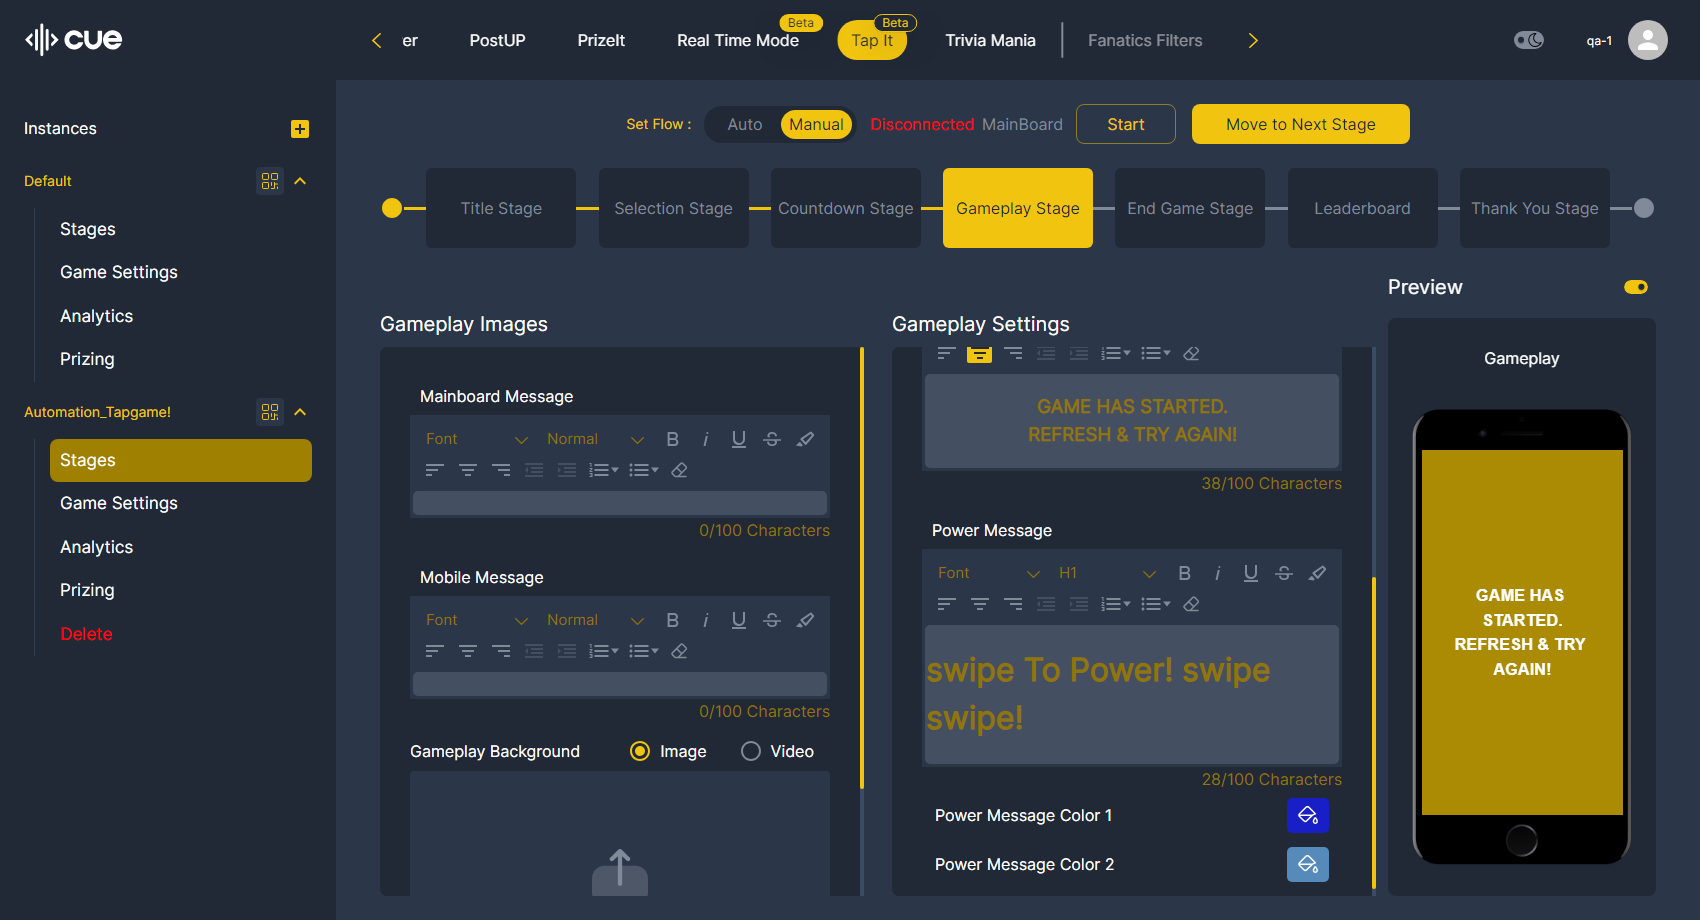 cue
er
PostUP
PrizeIt
Real Time Mode
Beta
Tap It
Beta
Trivia Mania
Fanatics Filters
qa-1
Instances
Default
Stages
Game Settings
Analytics
Prizing
Automation_Tapgame!
Stages
Game Settings
Analytics
Prizing
Delete
Set Flow :
Auto
Manual
Disconnected MainBoard
Start
Move to Next Stage
Title Stage
Selection Stage
Countdown Stage
Gameplay Stage
End Game Stage
Leaderboard
Thank You Stage
Gameplay Images
Mainboard Message
Font
Normal
B i U S
0/100 Characters
Mobile Message
Font
Normal
B i U S
0/100 Characters
Gameplay Background
Image
Video
Gameplay Settings
GAME HAS STARTED.
REFRESH & TRY AGAIN!
38/100 Characters
Power Message
Font
H1
B i U S
swipe To Power! swipe
swipe!
28/100 Characters
Power Message Color 1
Power Message Color 2
Preview
Gameplay
GAME HAS
STARTED.
REFRESH & TRY
AGAIN!